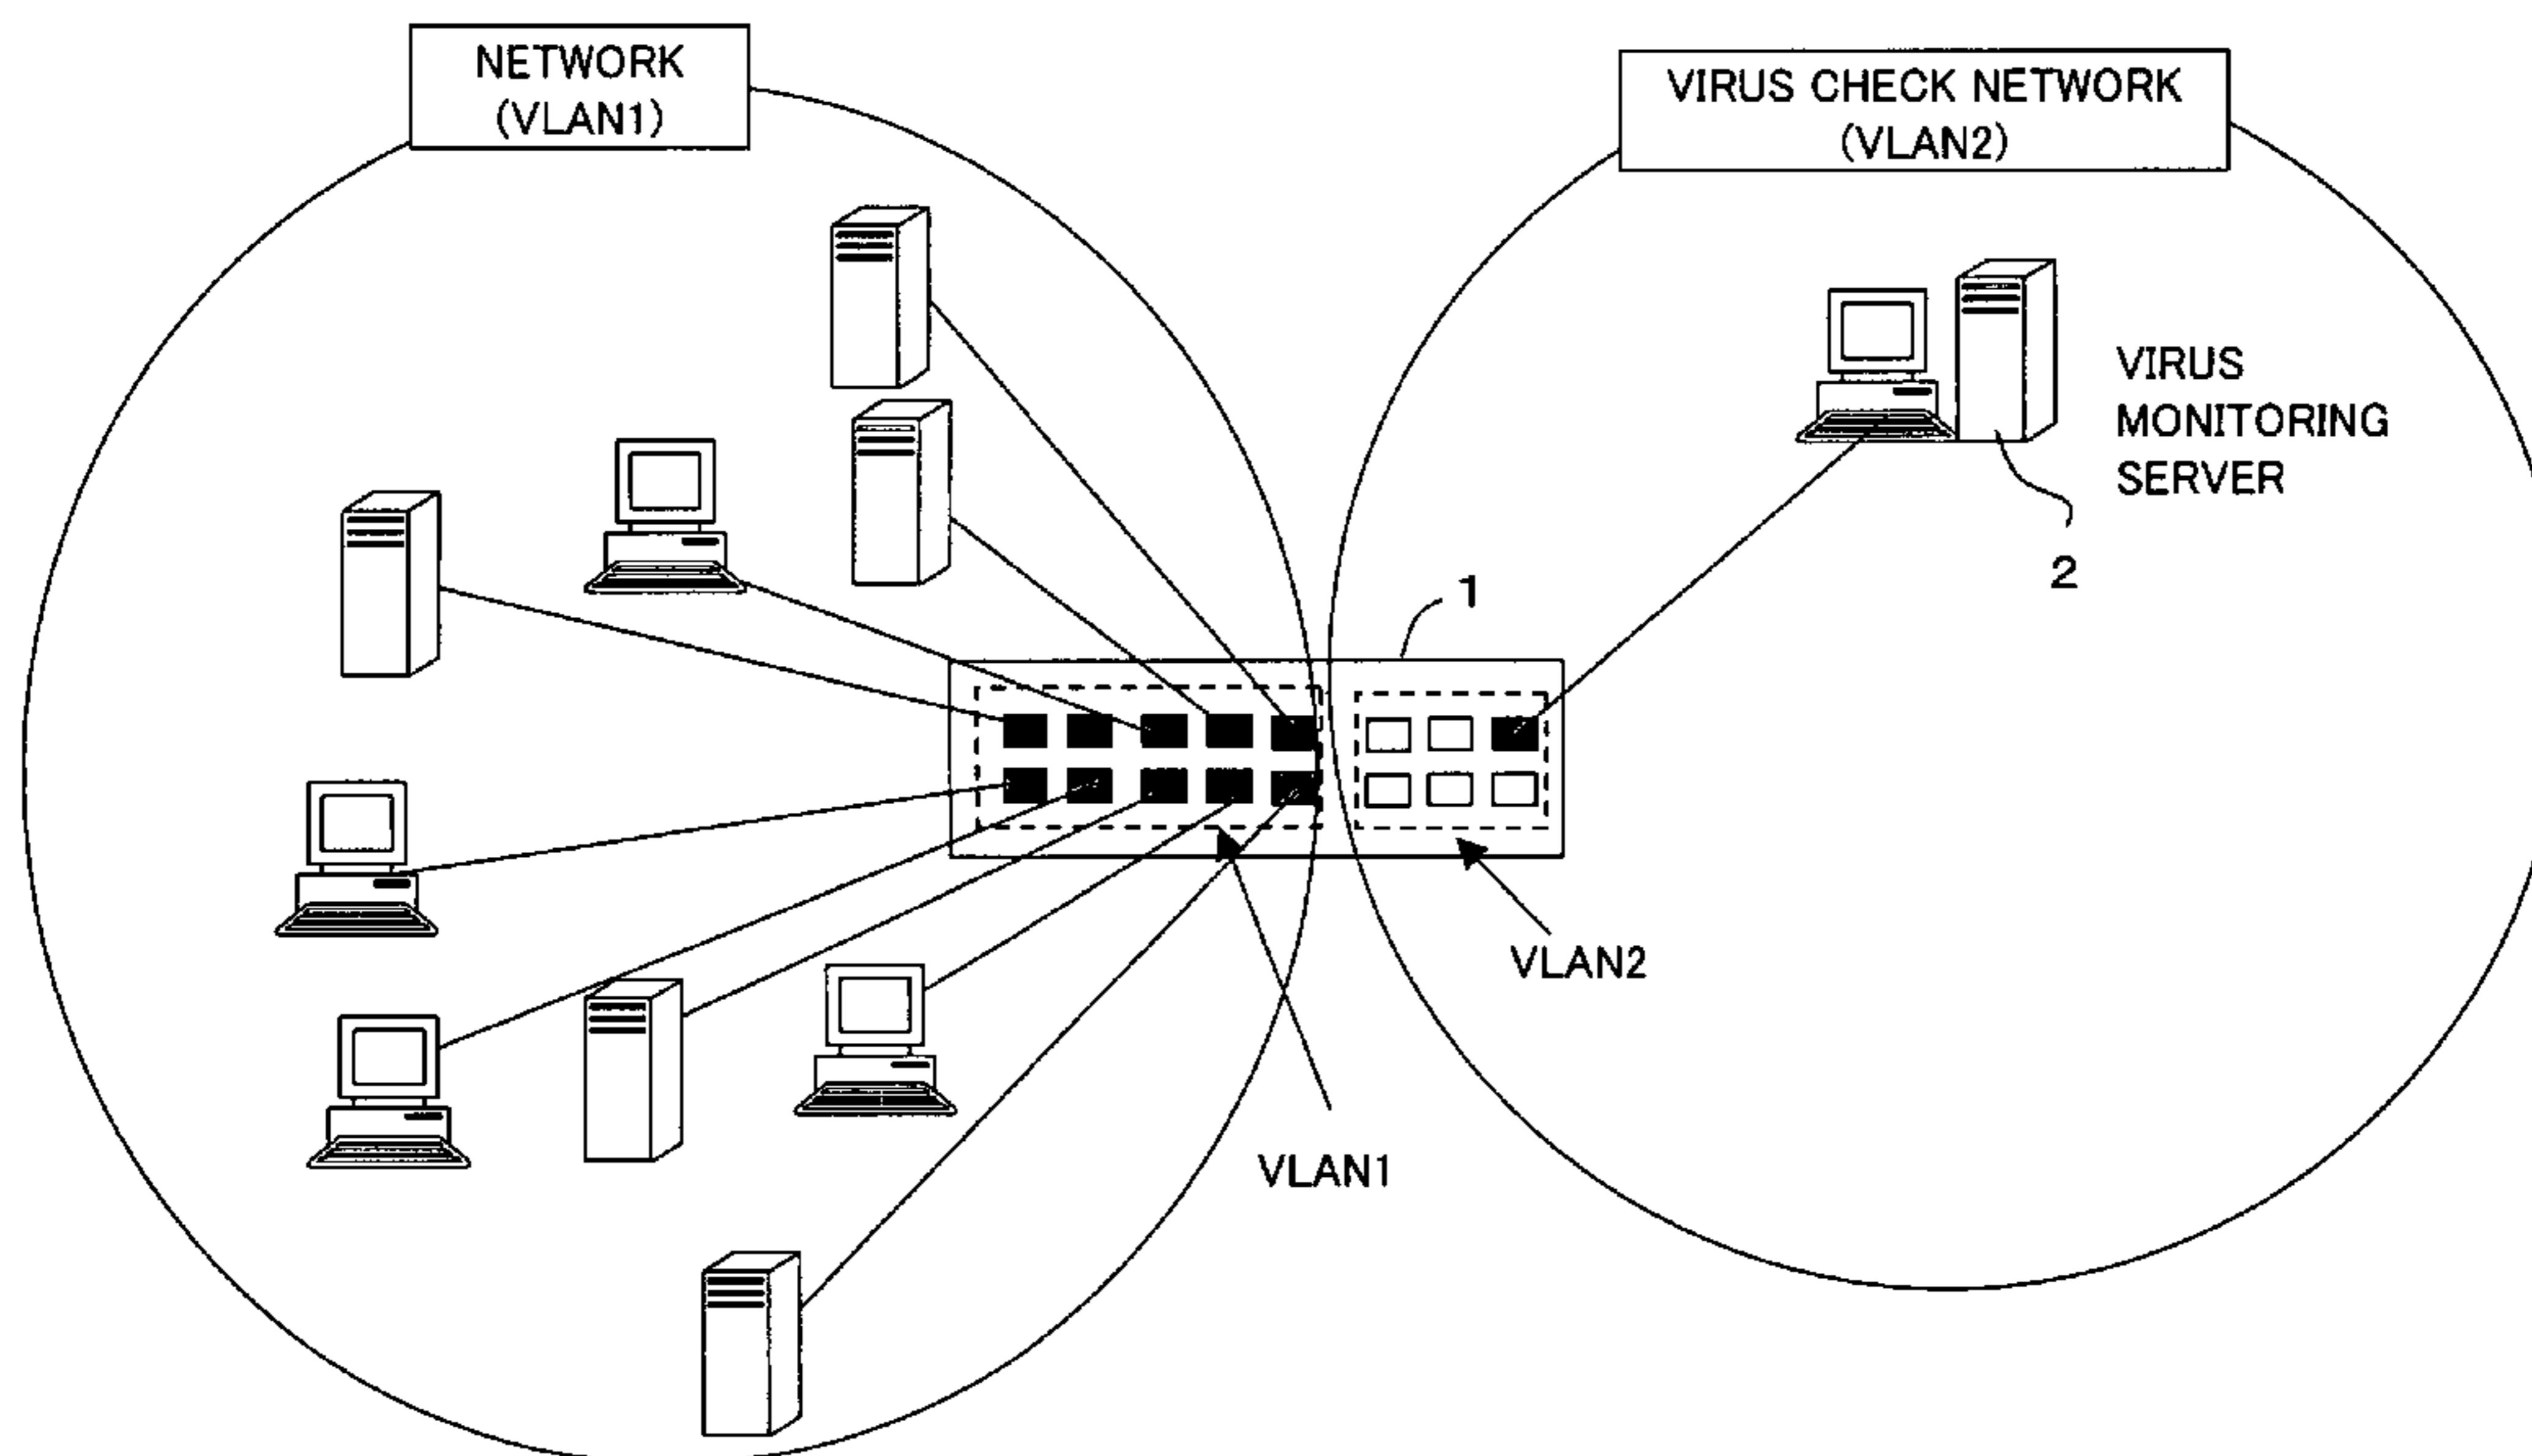 NETWORK
(VLAN1)
VIRUS CHECK NETWORK
(VLAN2)
VIRUS
MONITORING
SERVER
2
1
VLAN2
VLAN1